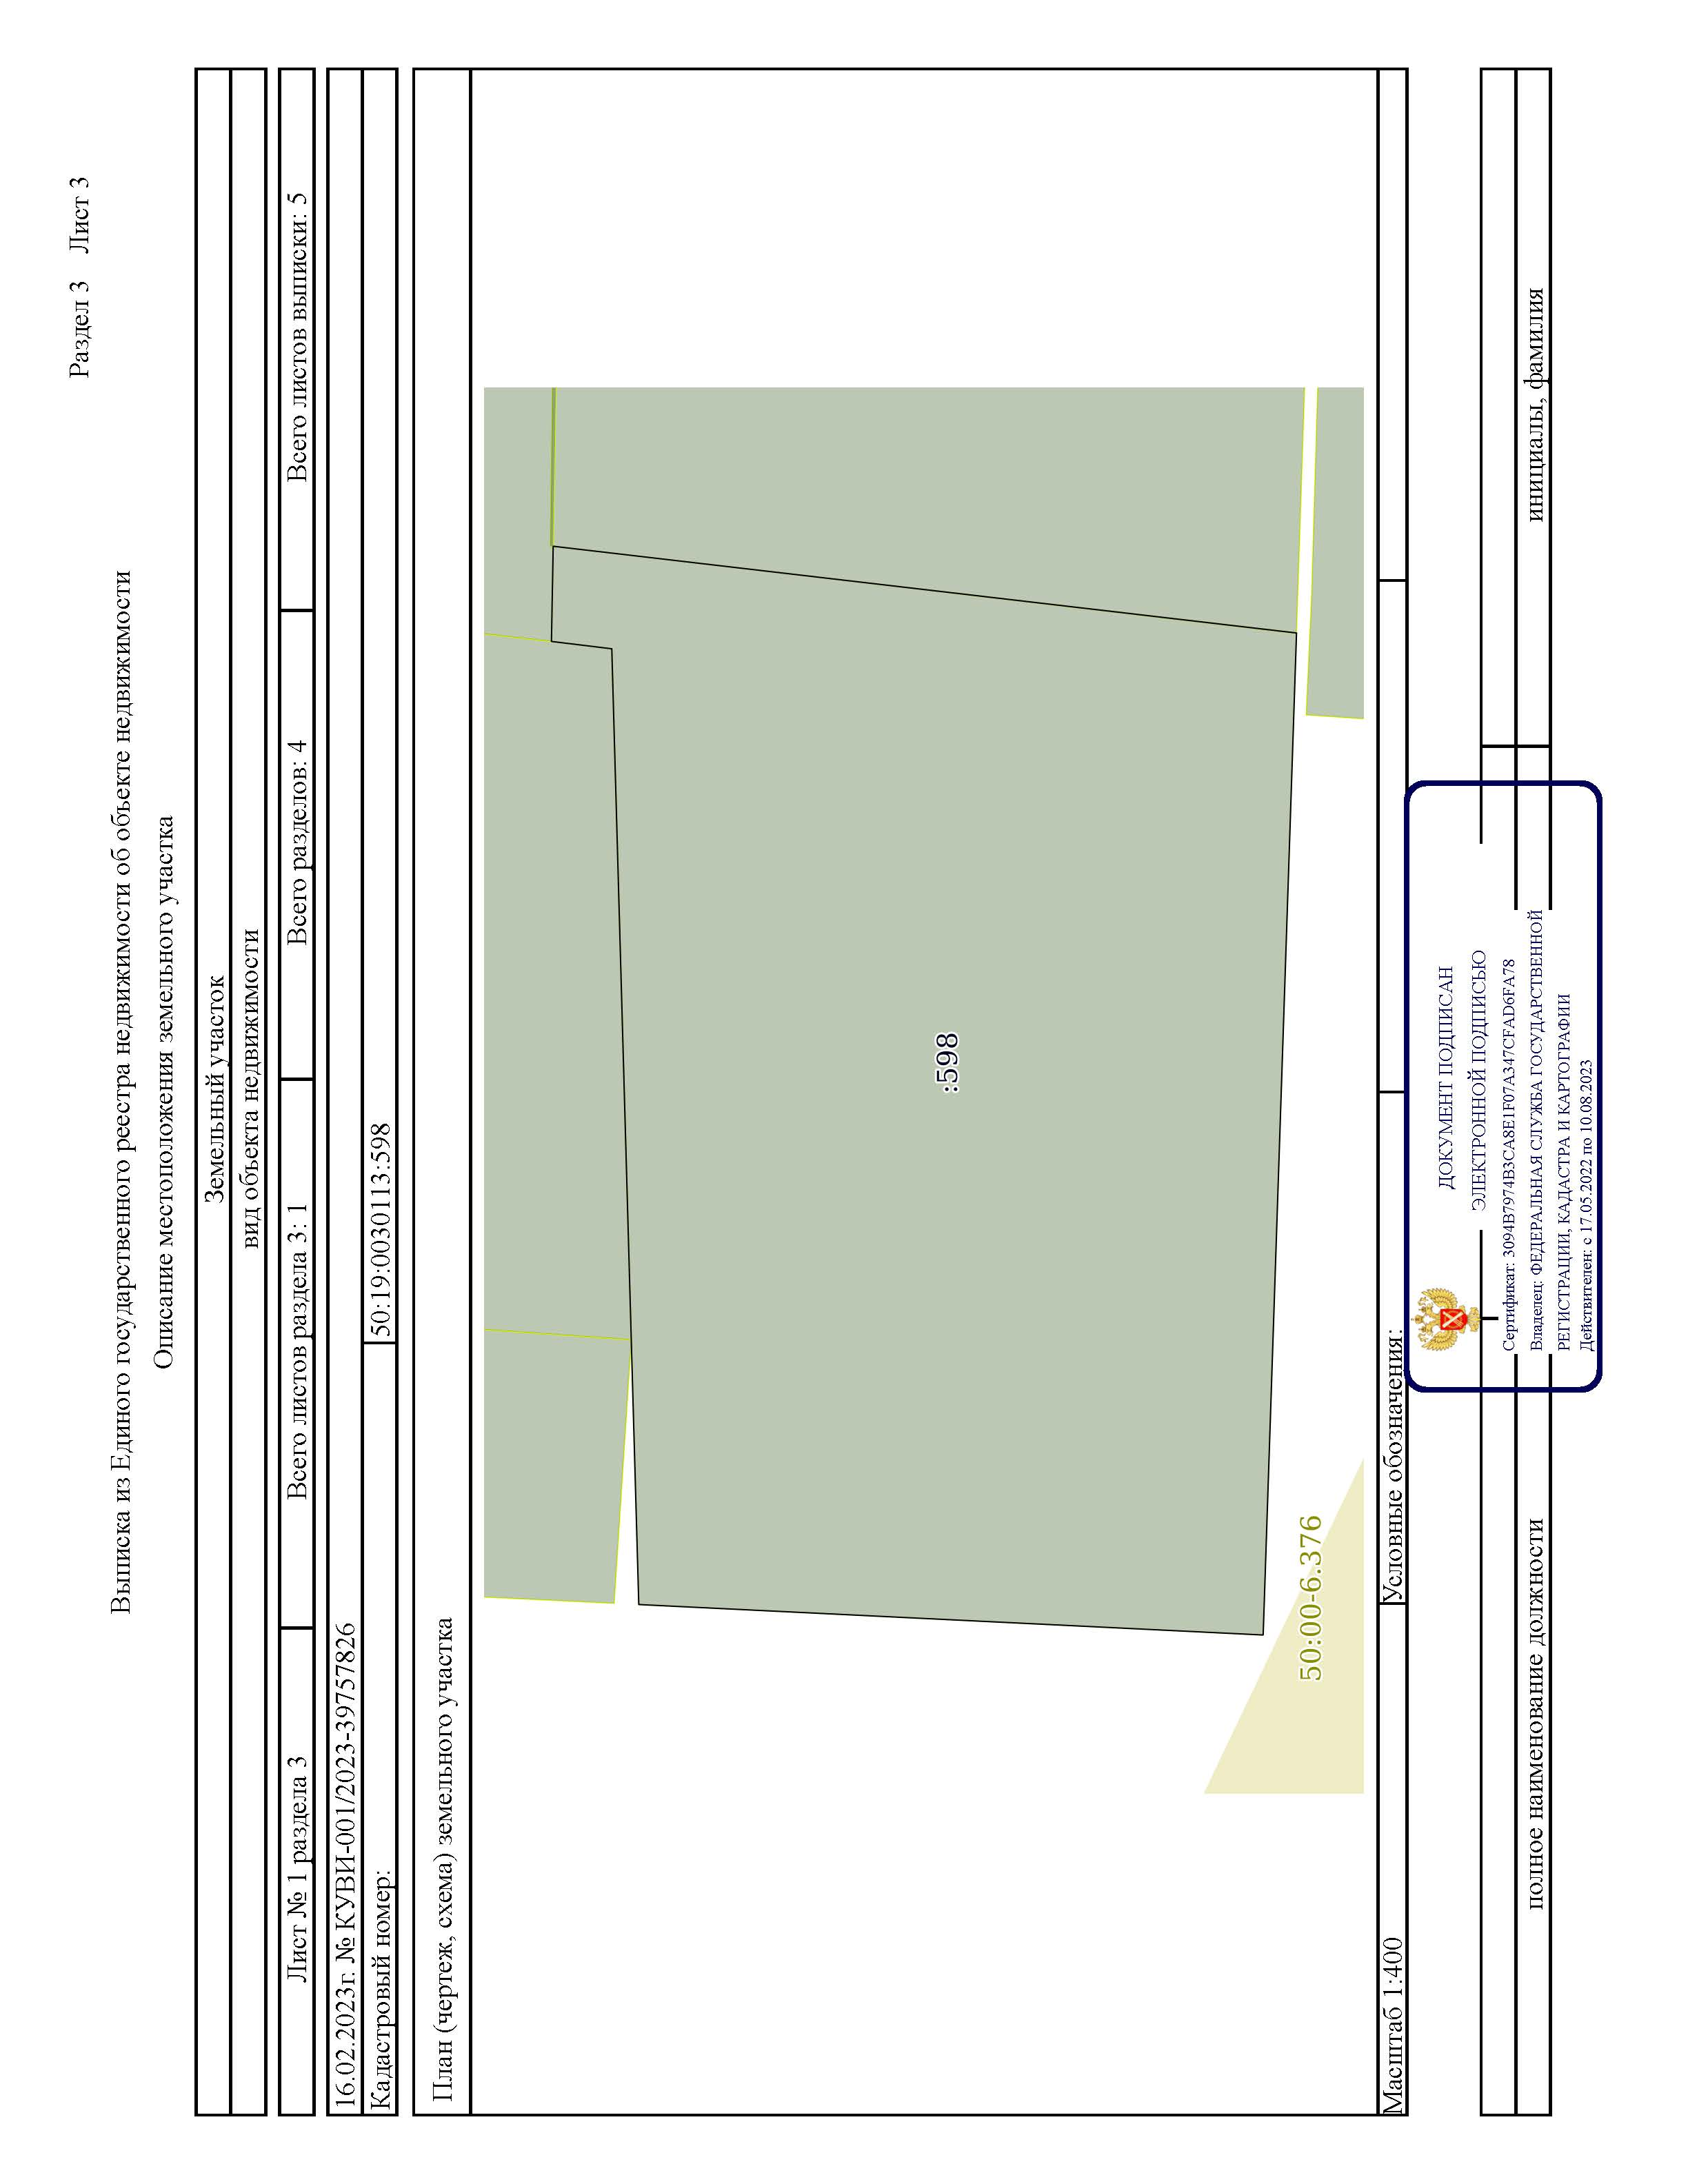 Раздел 3 Лист 3
Выписка из Единого государственного реестра недвижимости об объекте недвижимости
Описание местоположения земельного участка
Земельный участок
вид объекта недвижимости
Лист № 1 раздела 3 Всего листов раздела 3: 1 Всего разделов: 4 Всего листов выписки: 5
16.02.2023г. № КУВИ-001/2023-39757826
Кадастровый номер: 50:19:0030113:598
План (чертеж, схема) земельного участка
:598
50:00-6.376
Масштаб 1:400 Условные обозначения:
ДОКУМЕНТ ПОДПИСАН
ЭЛЕКТРОННОЙ ПОДПИСЬЮ
Сертификат: 3094B7974B3CA8E1F07A347CFAD6FA78
Владелец: ФЕДЕРАЛЬНАЯ СЛУЖБА ГОСУДАРСТВЕННОЙ
РЕГИСТРАЦИИ, КАДАСТРА И КАРТОГРАФИИ
Действителен: с 17.05.2022 по 10.08.2023
полное наименование должности инициалы, фамилия